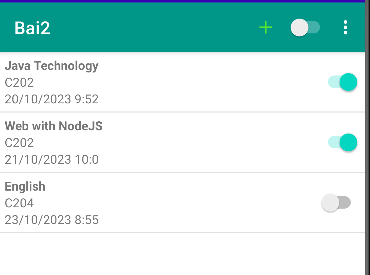 Bai2
Java Technology
C202
20/10/2023 9:52
Web with NodeJS
C202
21/10/2023 10:0
English
C204
23/10/2023 8:55